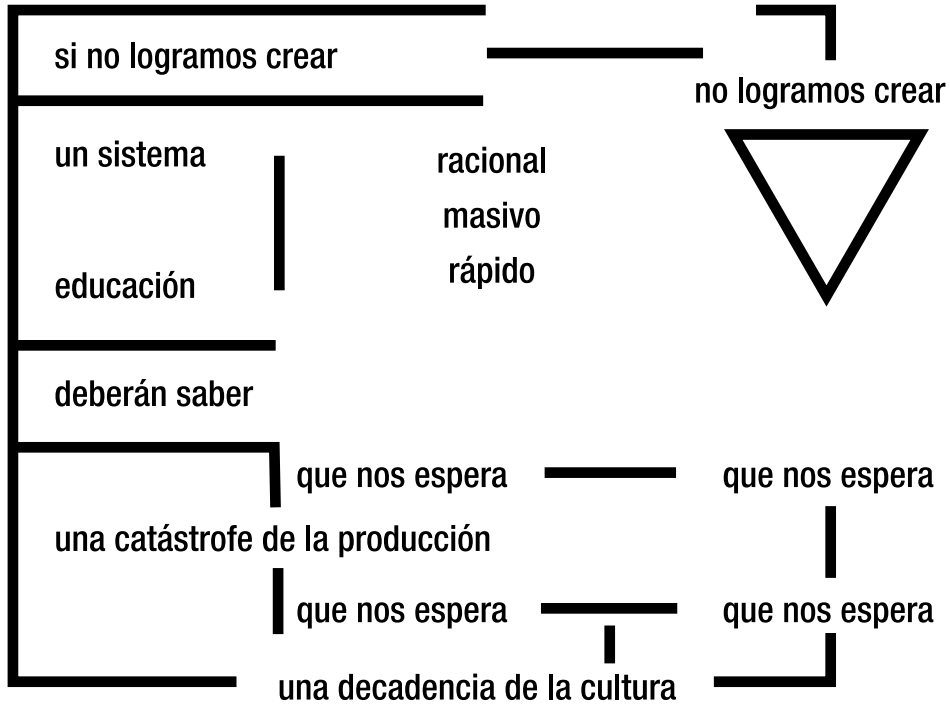 si no logramos crear
no logramos crear
un sistema
racional
masivo
rápido
educación
deberán saber
que nos espera
que nos espera
una catástrofe de la producción
que nos espera
que nos espera
una decadencia de la cultura